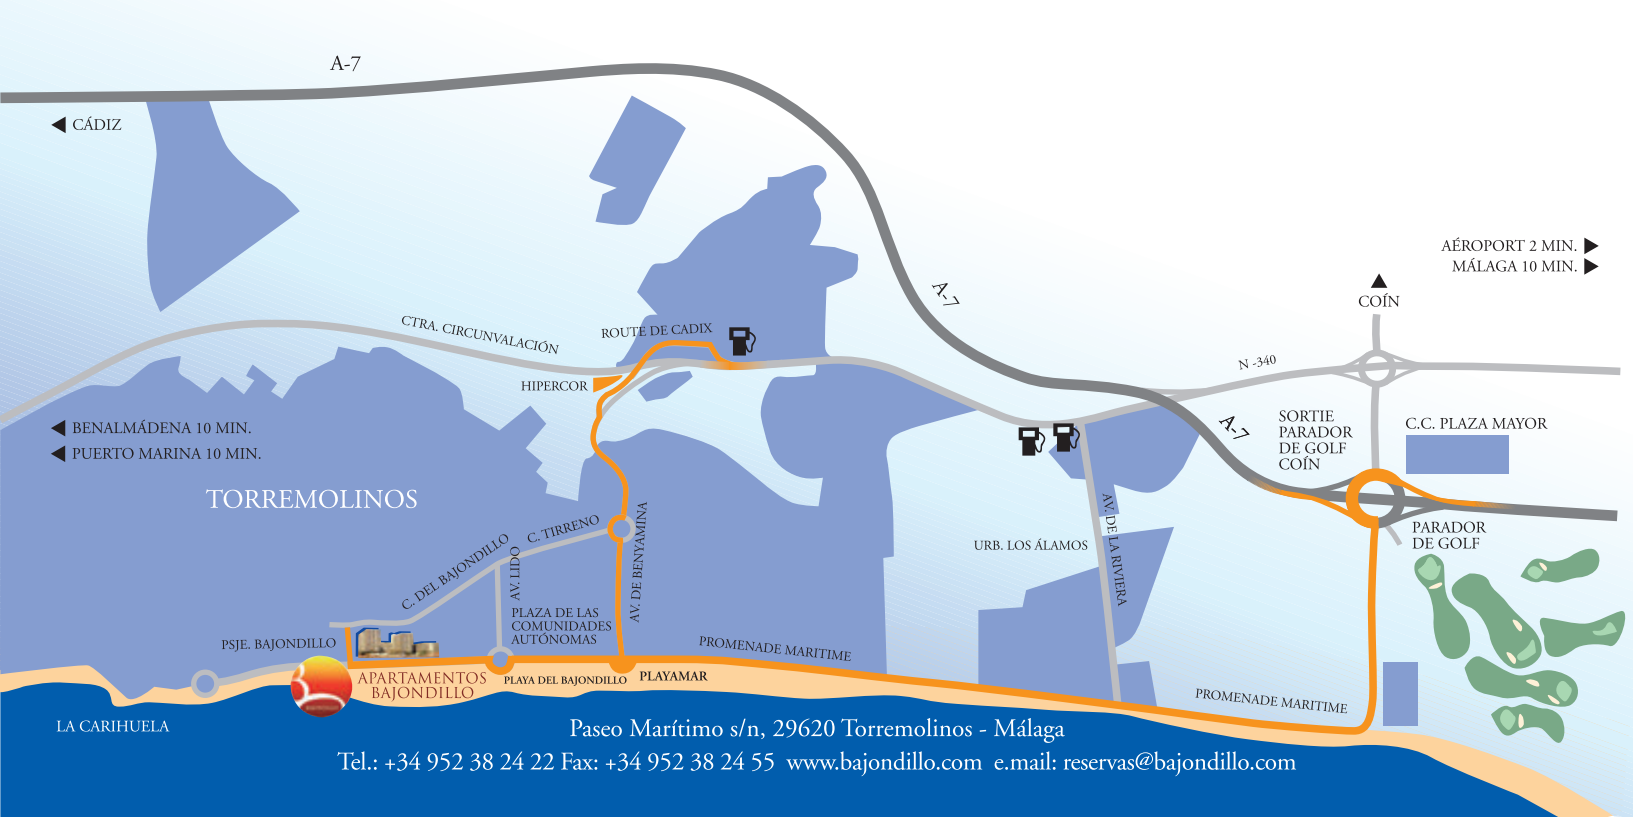 A-7
CÁDIZ
AÉROPORT 2 MIN.
MÁLAGA 10 MIN.
COÍN
A-7
CTRA. CIRCUNVALACIÓN
ROUTE DE CADIX
HIPERCOR
N -340
SORTIE
PARADOR
DE GOLF
COÍN
A-7
C.C. PLAZA MAYOR
BENALMÁDENA 10 MIN.
PUERTO MARINA 10 MIN.
TORREMOLINOS
PARADOR
DE GOLF
C. TIRRENO
C. DEL BAJONDILLO
AV. LIDO
AV. DE BENYAMINA
URB. LOS ÁLAMOS
AV. DE LA RIVIERA
PLAZA DE LAS
COMUNIDADES
AUTÓNOMAS
PSJE. BAJONDILLO
PROMENADE MARITIME
APARTAMENTOS
BAJONDILLO
PLAYA DEL BAJONDILLO
PLAYAMAR
PROMENADE MARITIME
LA CARIHUELA
Paseo Marítimo s/n, 29620 Torremolinos - Málaga
Tel.: +34 952 38 24 22 Fax: +34 952 38 24 55 www.bajondillo.com e.mail: reservas@bajondillo.com